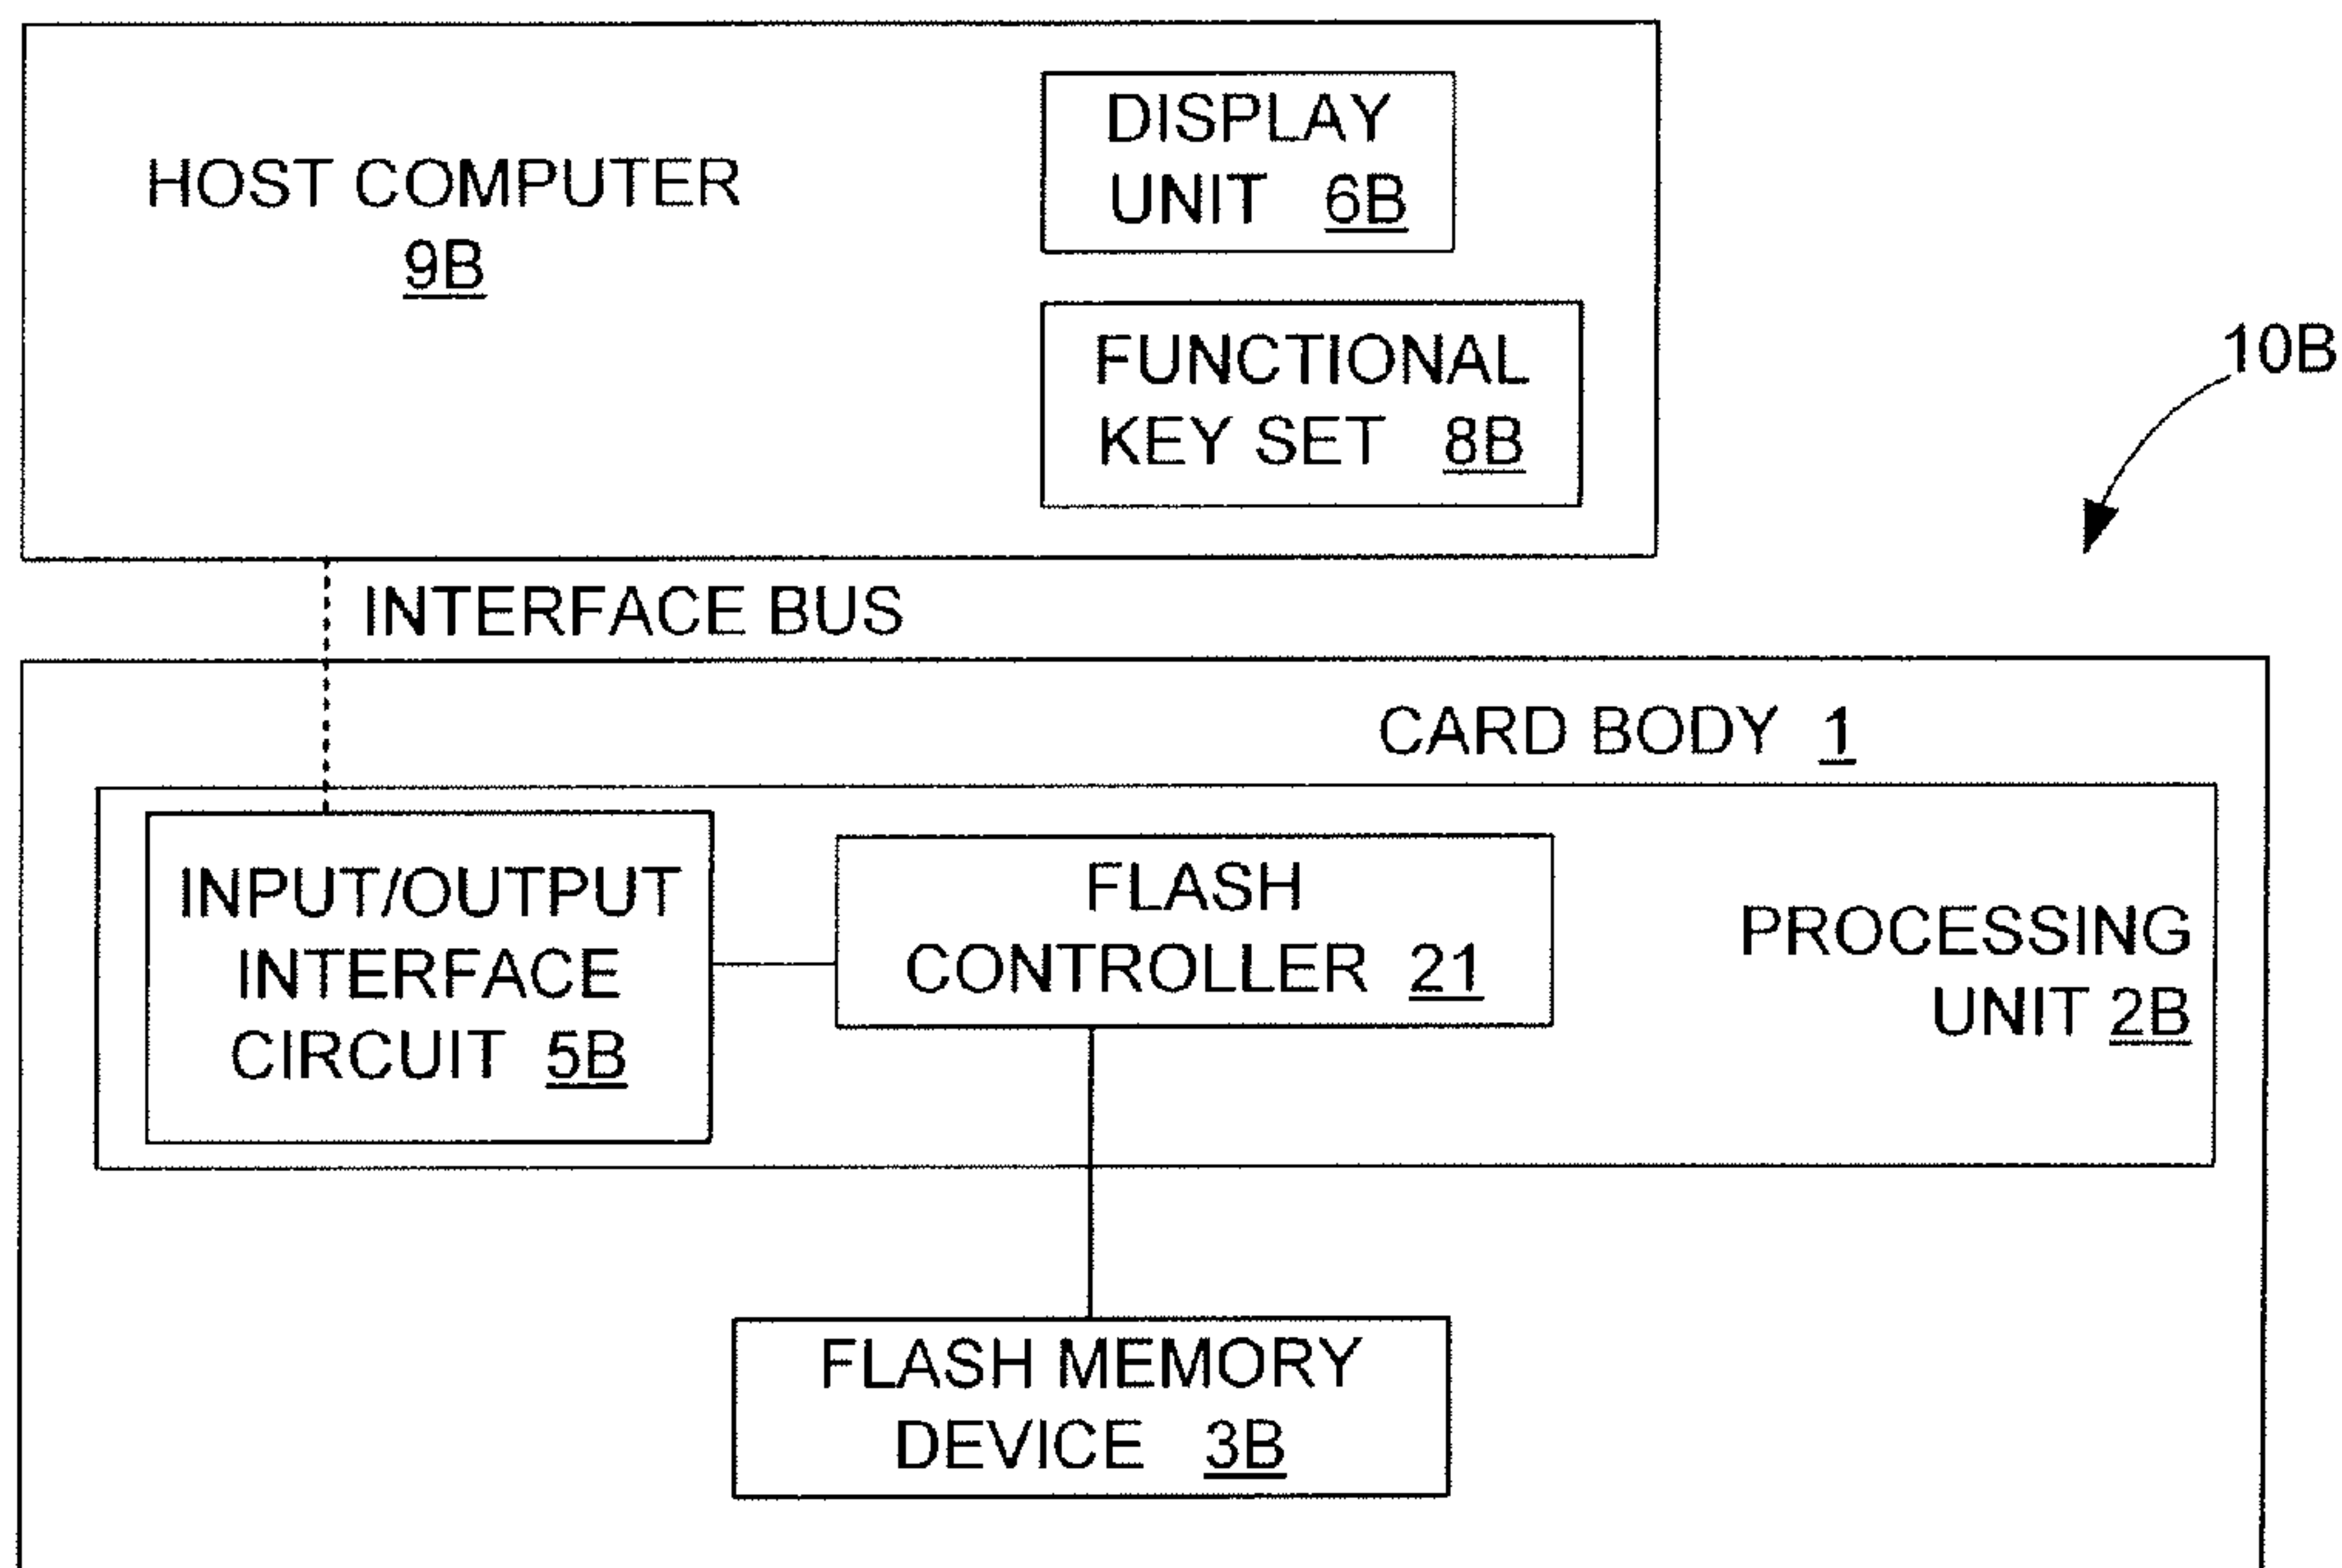 DISPLAY
UNIT 6B
HOST COMPUTER
9B
FUNCTIONAL
KEY SET 8B
10B
INTERFACE BUS
CARD BODY 1
INPUT/OUTPUT
INTERFACE
CIRCUIT 5B
FLASH
CONTROLLER 21
PROCESSING
UNIT 2B
FLASH MEMORY
DEVICE 3B